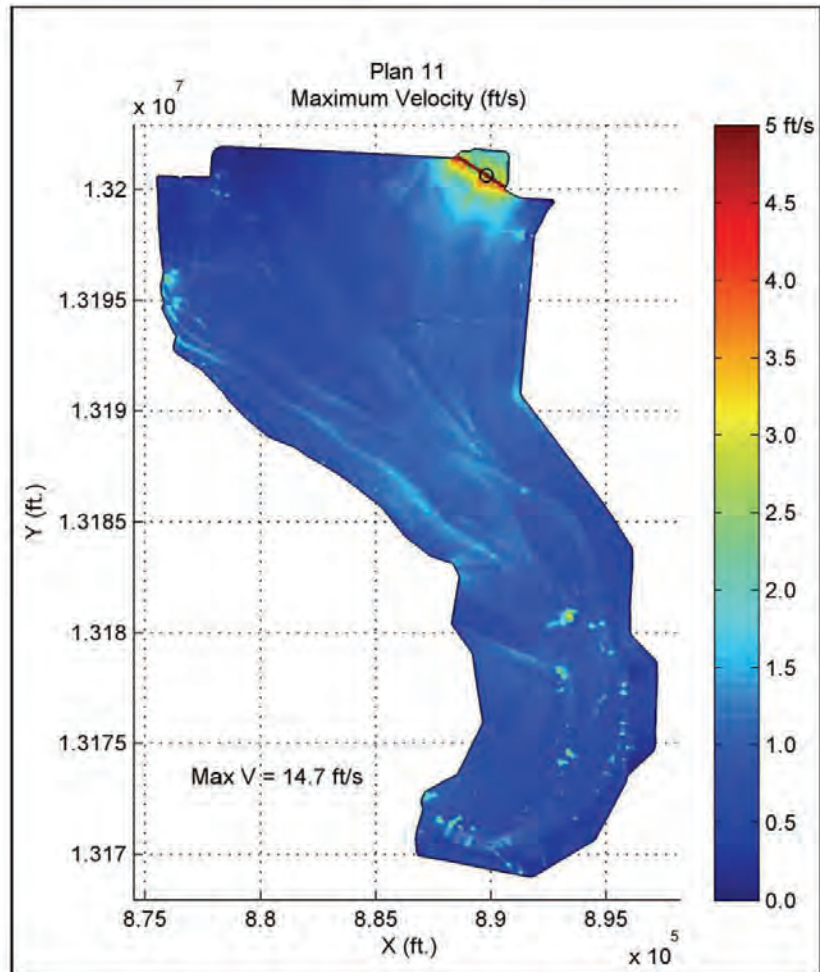 Plan 11
x 10 7
Maximum Velocity (ft/s)
5 ft/s
4.5
4.0
3.5
3.0
2.5
2.0
1.5
1.0
0.5
0.0
1.32
1.3195
1.319
1.3185
1.318
1.3175
1.317
Y (ft.)
Max V = 14.7 ft/s
8.75
8.8
8.85
8.9
8.95
X (ft.)
x 10 5